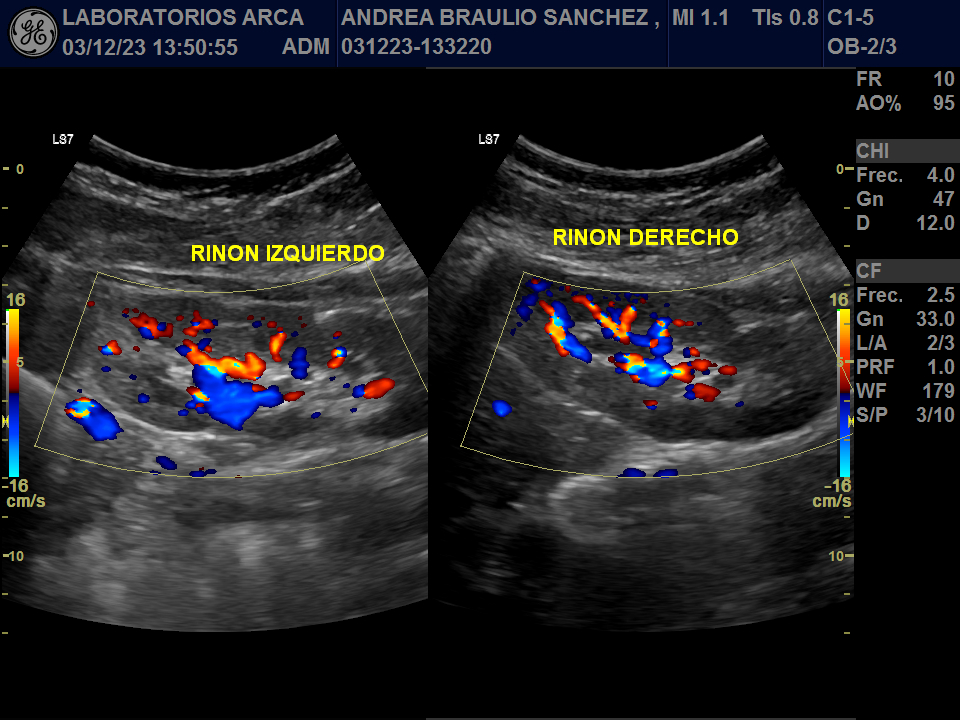 LABORATORIOS ARCA
03/12/23 13:50:55 ADM
ANDREA BRAULIO SANCHEZ ,
031223-133220
MI 1.1 TIs 0.8
C1-5
OB-2/3
FR 10
AO% 95
CHI
Frec. 4.0
Gn 47
D 12.0
CF
Frec. 2.5
Gn 33.0
L/A 2/3
PRF 1.0
WF 179
S/P 3/10
LS7
0
RINON IZQUIERDO
16
5
-16
cm/s
10
LS7
0
RINON DERECHO
16
5
-16
cm/s
10